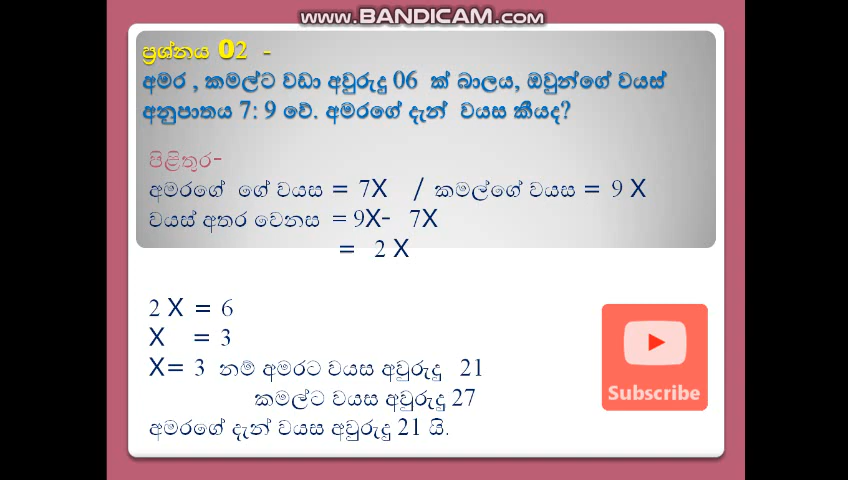 www.BANDICAM.com
ප්‍රශ්නය 02 -
අමර , කමල්ට වඩා අවුරුදු 06 ක් බාලය, ඔවුන්ගේ වයස්
අනුපාතය 7: 9 වේ. අමරගේ දැන් වයස කීයද?
පිළිතුර-
අමරගේ ගේ වයස = 7X / කමල්ගේ වයස = 9 X
වයස් අතර වෙනස = 9X- 7X
= 2 X
2 X = 6
X = 3
X= 3 නම් අමරට වයස අවුරුදු 21
කමල්ට වයස අවුරුදු 27
අමරගේ දැන් වයස අවුරුදු 21 යි.
Subscribe